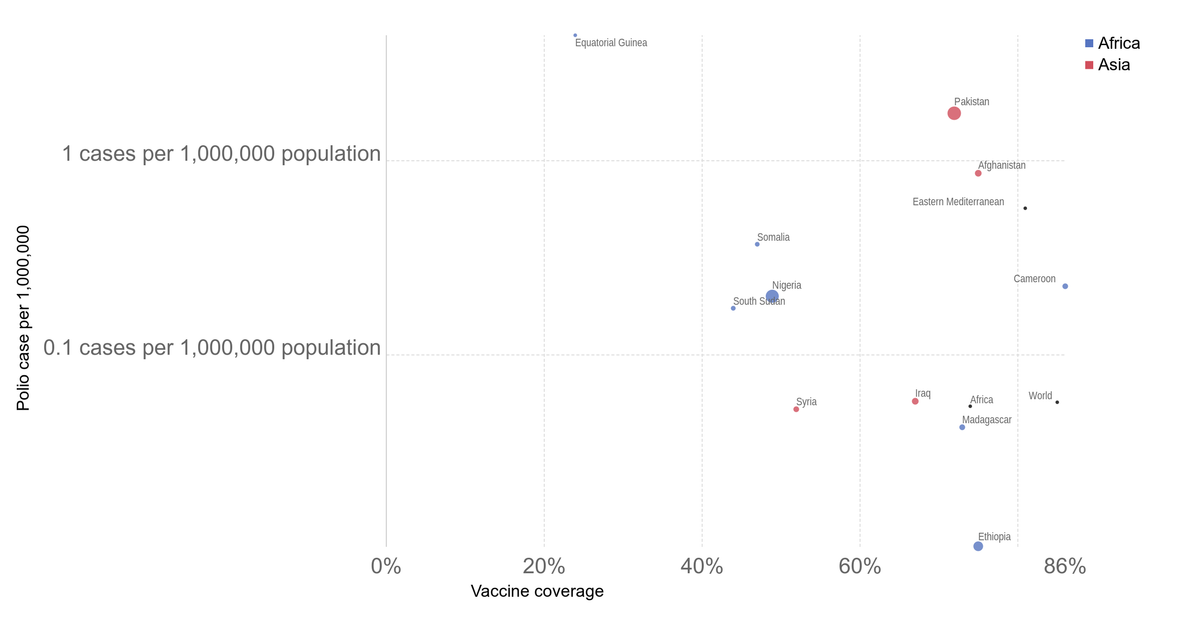 Equatorial Guinea
Africa
Asia
Pakistan
1 cases per 1,000,000 population
Afghanistan
Eastern Mediterranean
Somalia
Cameroon
Nigeria
South Sudan
0.1 cases per 1,000,000 population
Polio case per 1,000,000
Iraq
World
Africa
Syria
Madagascar
Ethiopia
0%
20%
40%
60%
86%
Vaccine coverage